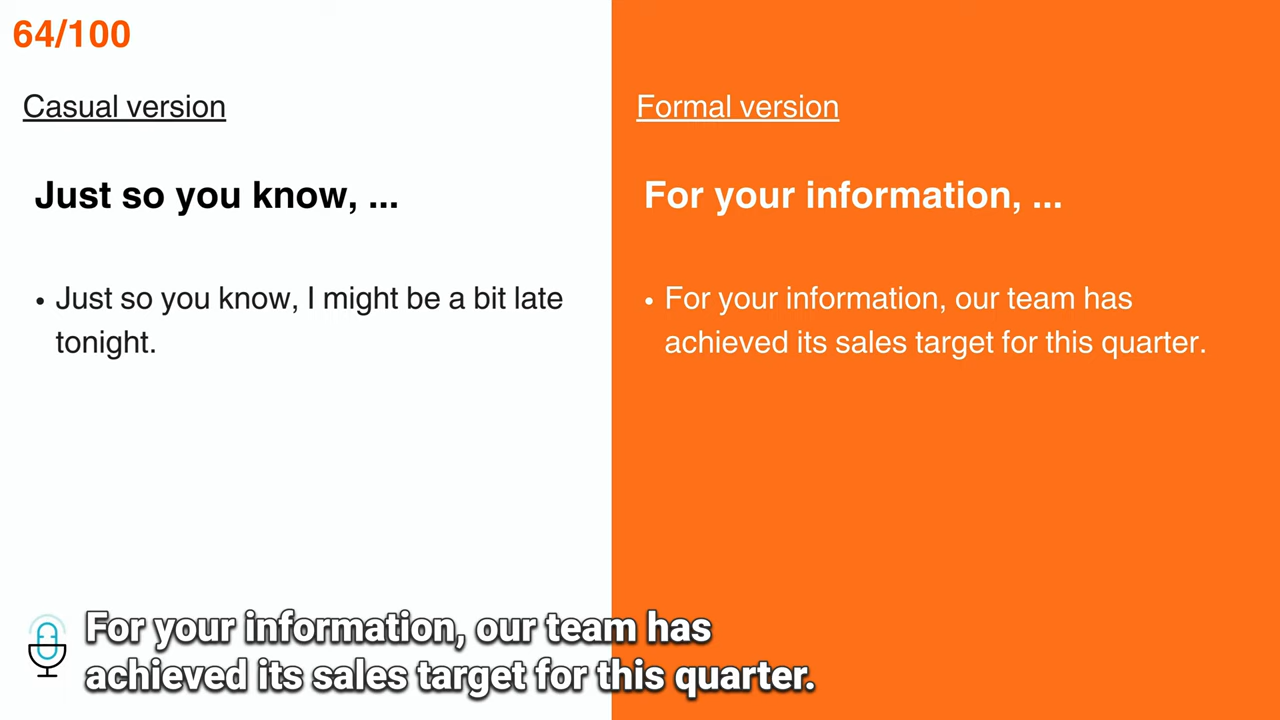 64/100
Casual version
Just so you know, ...
• Just so you know, I might be a bit late
tonight.
Formal version
For your information, ...
• For your information, our team has
achieved its sales target for this quarter.
For your information, our team has
achieved its sales target for this quarter.